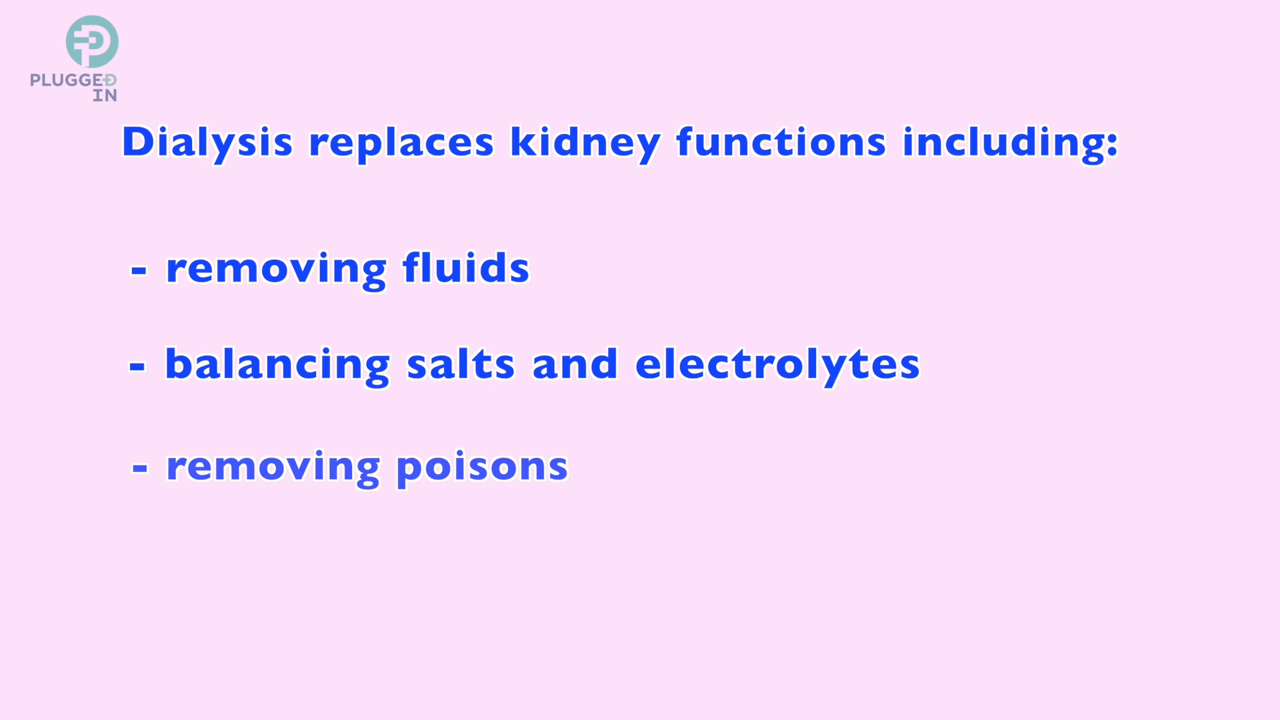 PLUGGED
IN
Dialysis replaces kidney functions including:
- removing fluids
- balancing salts and electrolytes
- removing poisons